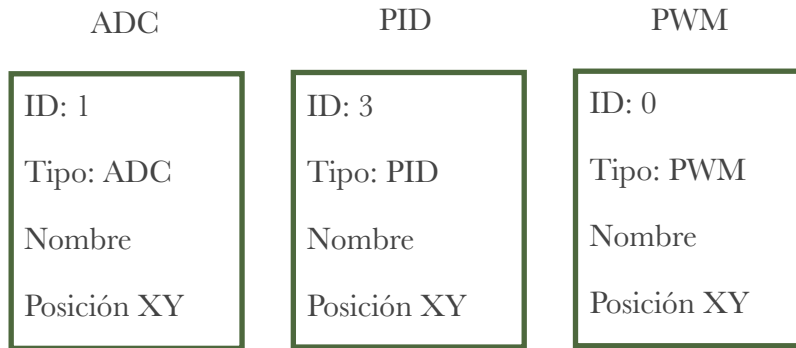 ADC
PID
PWM
ID: 1
Tipo: ADC
Nombre
Posición XY
ID: 3
Tipo: PID
Nombre
Posición XY
ID: 0
Tipo: PWM
Nombre
Posición XY